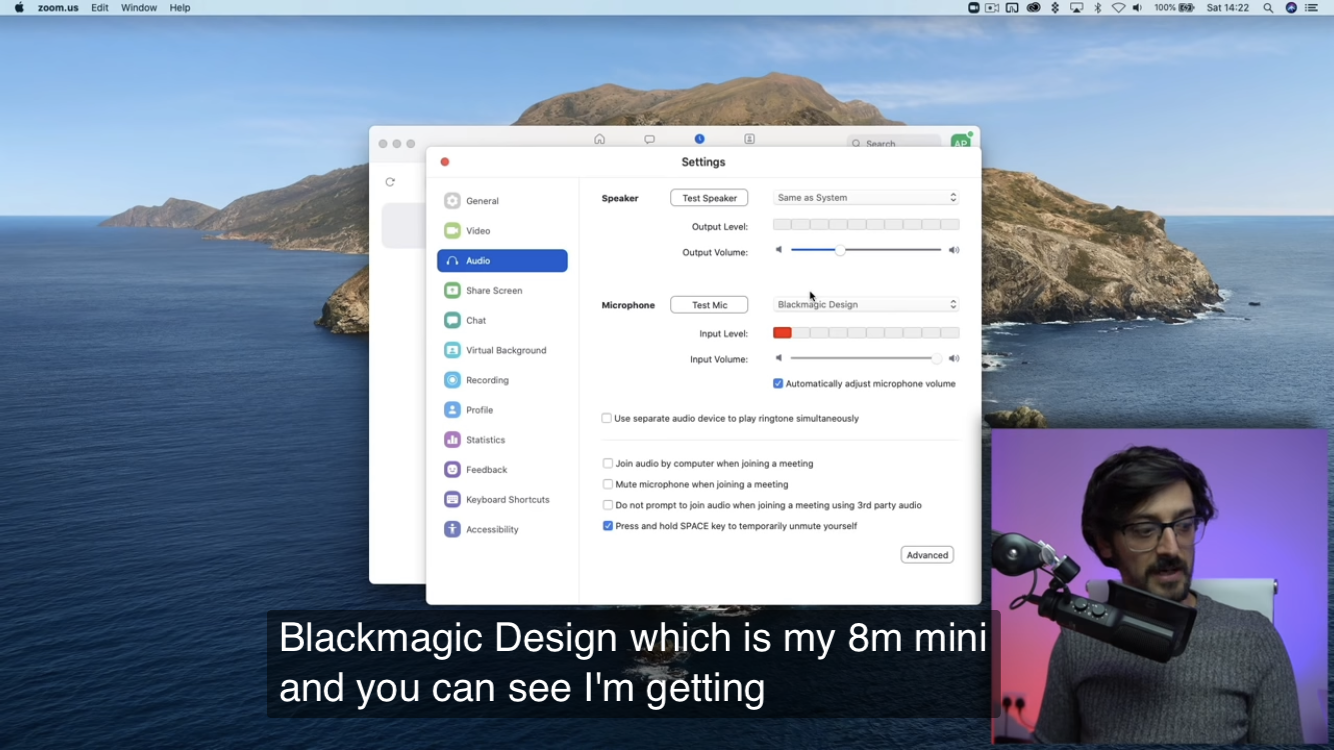 zoom.us Edit Window Help
100% Sat 14:22
Search AP
Settings
General
Video
Audio
Share Screen
Chat
Virtual Background
Recording
Profile
Statistics
Feedback
Keyboard Shortcuts
Accessibility
Speaker Test Speaker Same as System
Output Level:
Output Volume:
Microphone Test Mic Blackmagic Design
Input Level:
Input Volume:
Automatically adjust microphone volume
Use separate audio device to play ringtone simultaneously
Join audio by computer when joining a meeting
Mute microphone when joining a meeting
Do not prompt to join audio when joining a meeting using 3rd party audio
Press and hold SPACE key to temporarily unmute yourself
Advanced
Blackmagic Design which is my 8m mini
and you can see I'm getting